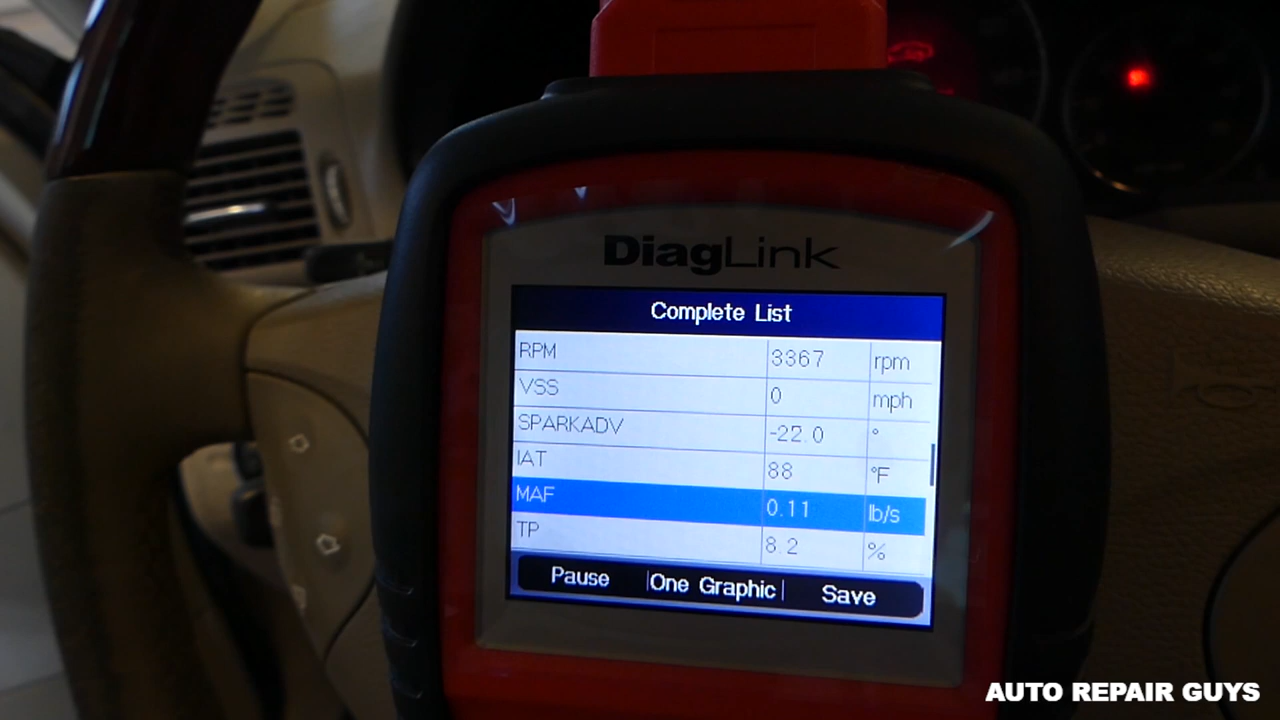 DiagLink
Complete List
RPM 3367 rpm
VSS 0 mph
SPARKADV -22.0 °
IAT 88 °F
MAF 0.11 lb/s
TP 8.2 %
Pause One Graphic Save
AUTO REPAIR GUYS